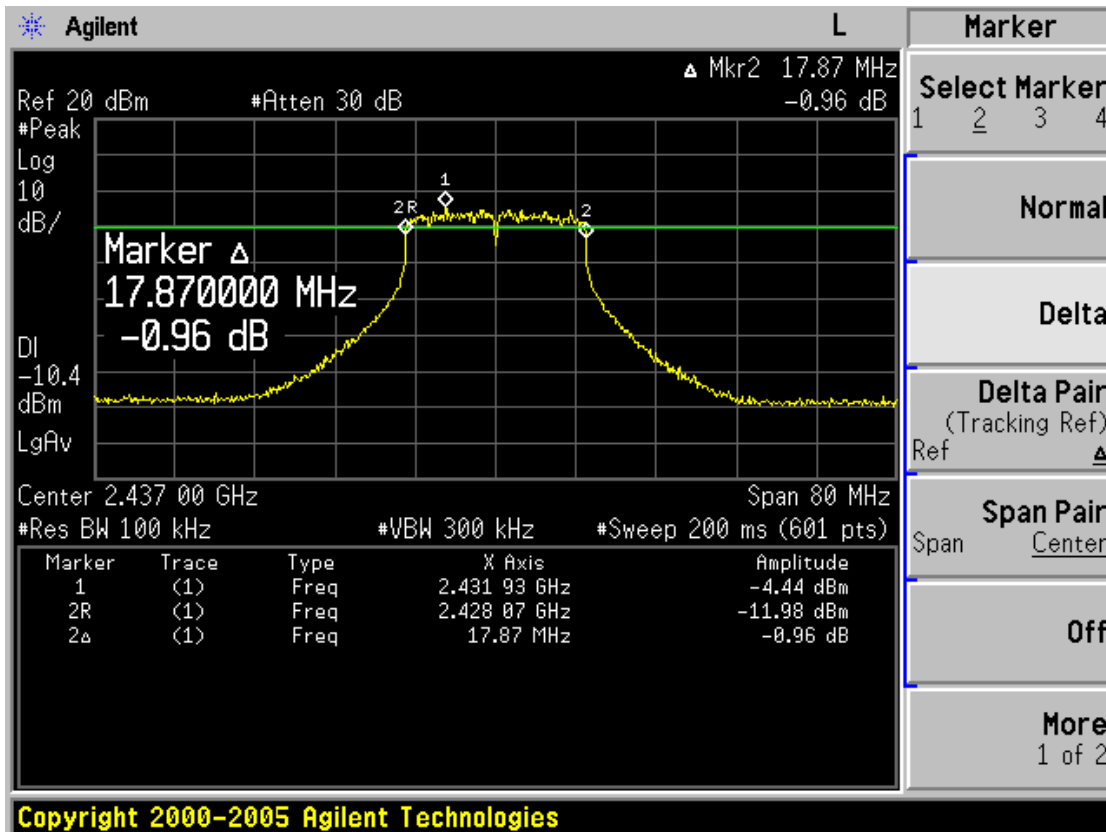 Agilent L
Δ Mkr2 17.87 MHz
Ref 20 dBm #Atten 30 dB -0.96 dB
#Peak
Log
10
dB/
1
2R
2
Marker Δ
17.870000 MHz
-0.96 dB
DI
-10.4
dBm
LgAv
Center 2.437 00 GHz Span 80 MHz
#Res BW 100 kHz #VBW 300 kHz #Sweep 200 ms (601 pts)
Marker Trace Type X Axis Amplitude
1 (1) Freq 2.431 93 GHz -4.44 dBm
2R (1) Freq 2.428 07 GHz -11.98 dBm
2Δ (1) Freq 17.87 MHz -0.96 dB
Marker
Select Marker
1 2 3 4
Normal
Delta
Delta Pair
(Tracking Ref)
Ref Δ
Span Pair
Span Center
Off
More
1 of 2
Copyright 2000-2005 Agilent Technologies